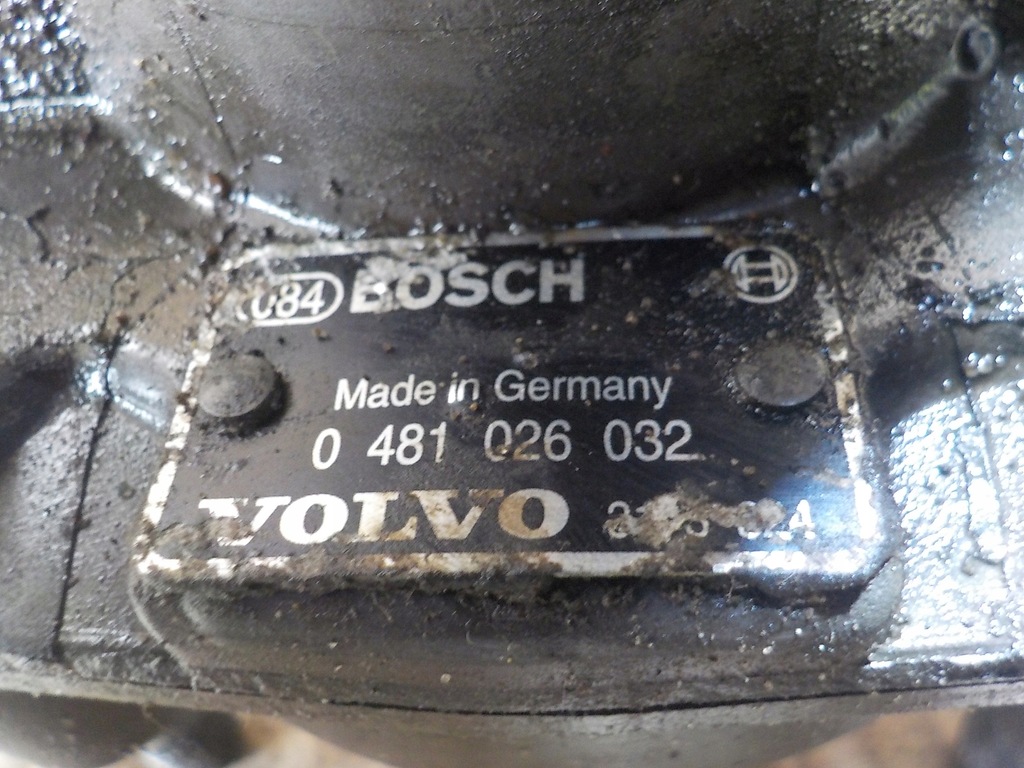 084 BOSCH
Made in Germany
0 481 026 032
VOLVO